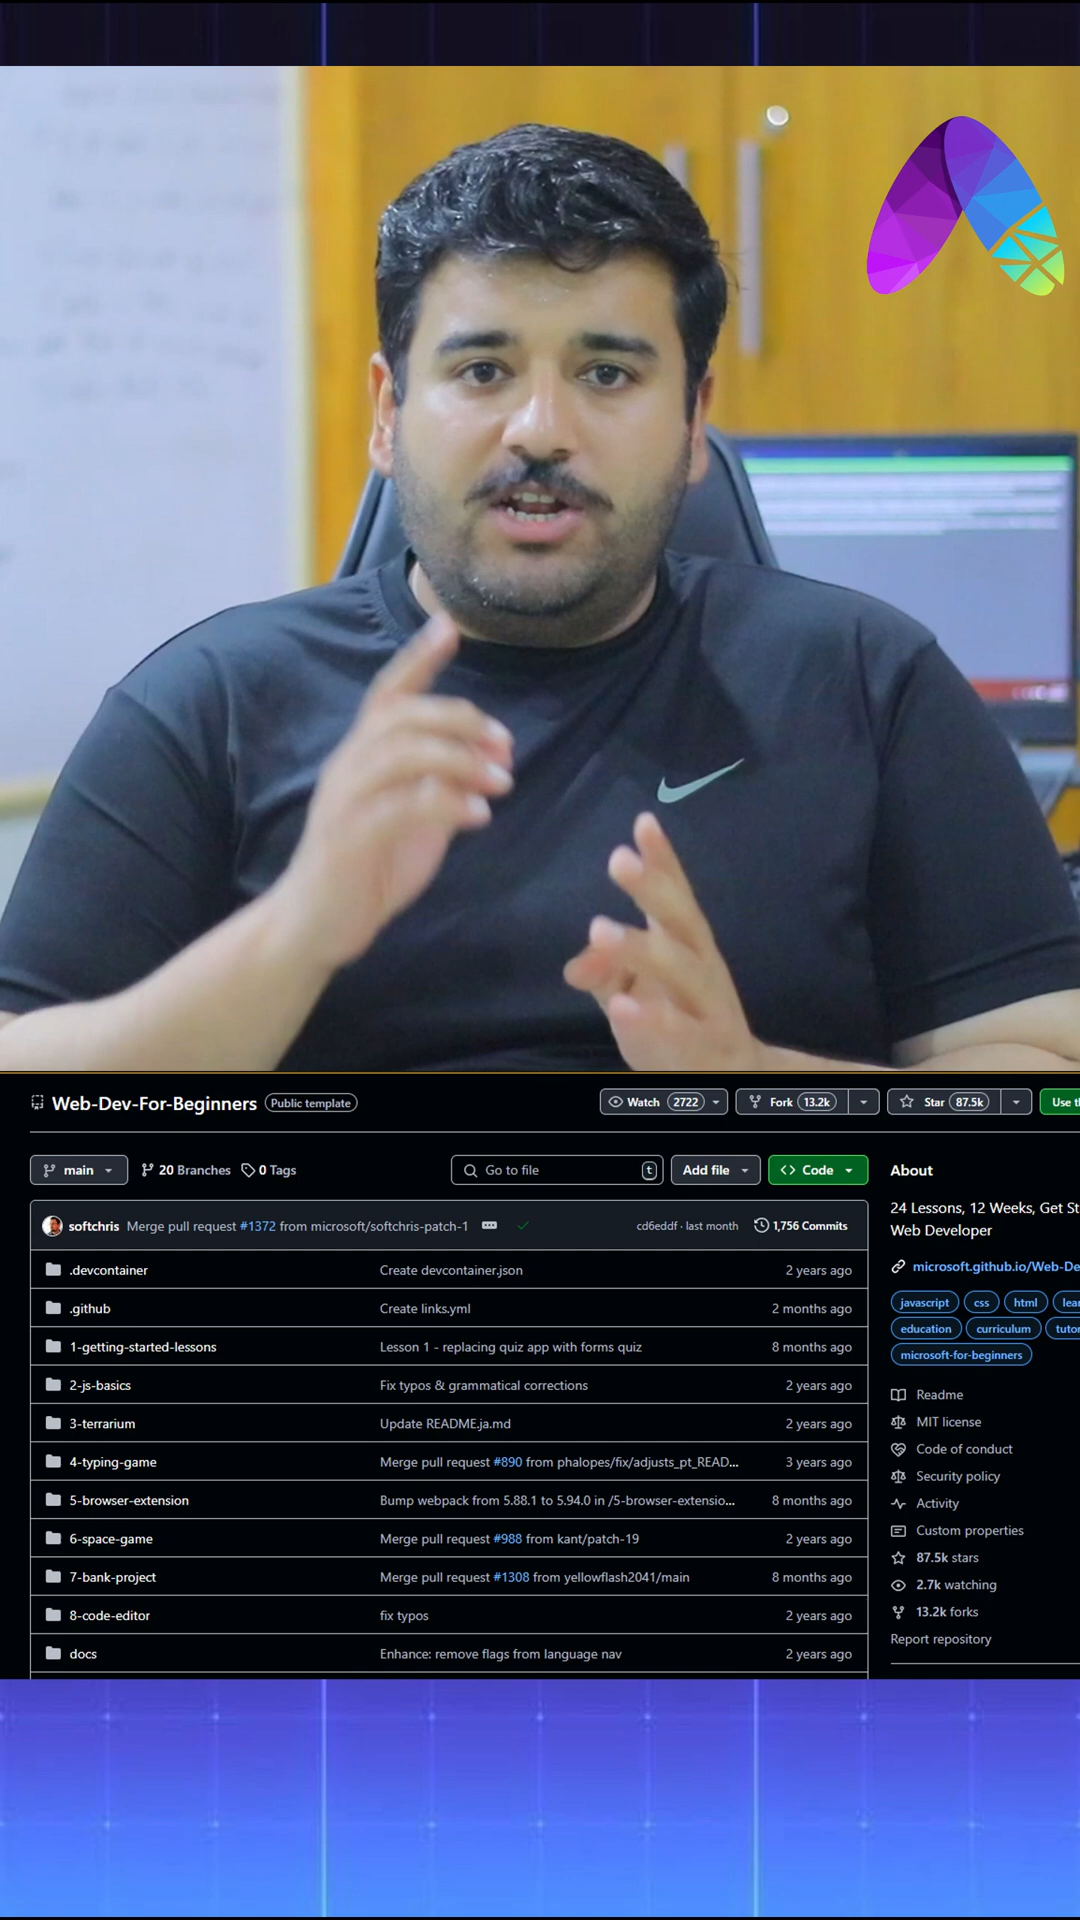 Web-Dev-For-Beginners Public template Watch 2722 Fork 13.2k Star 87.5k Use
main 20 Branches 0 Tags Go to file t Add file Code
softchris Merge pull request #1372 from microsoft/softchris-patch-1 cd6eddf · last month 1,756 Commits
.devcontainer Create devcontainer.json 2 years ago
.github Create links.yml 2 months ago
1-getting-started-lessons Lesson 1 - replacing quiz app with forms quiz 8 months ago
2-js-basics Fix typos & grammatical corrections 2 years ago
3-terrarium Update README.ja.md 2 years ago
4-typing-game Merge pull request #890 from phalopes/fix/adjusts_pt_READ... 3 years ago
5-browser-extension Bump webpack from 5.88.1 to 5.94.0 in /5-browser-extensio... 8 months ago
6-space-game Merge pull request #988 from kant/patch-19 2 years ago
7-bank-project Merge pull request #1308 from yellowflash2041/main 8 months ago
8-code-editor fix typos 2 years ago
docs Enhance: remove flags from language nav 2 years ago
About
24 Lessons, 12 Weeks, Get St
Web Developer
microsoft.github.io/Web-De
javascript css html lear
education curriculum tutor
microsoft-for-beginners
Readme
MIT license
Code of conduct
Security policy
Activity
Custom properties
87.5k stars
2.7k watching
13.2k forks
Report repository